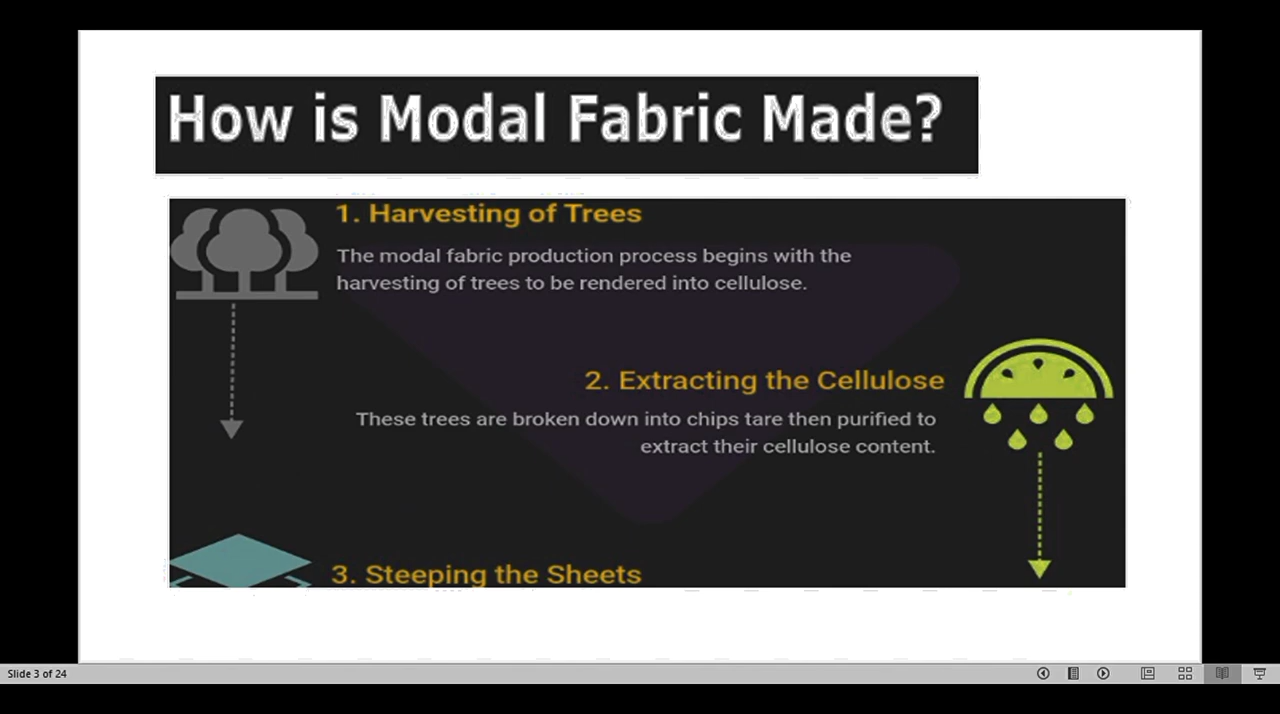 How is Modal Fabric Made?
1. Harvesting of Trees
The modal fabric production process begins with the
harvesting of trees to be rendered into cellulose.
2. Extracting the Cellulose
These trees are broken down into chips tare then purified to
extract their cellulose content.
3. Steeping the Sheets
Slide 3 of 24